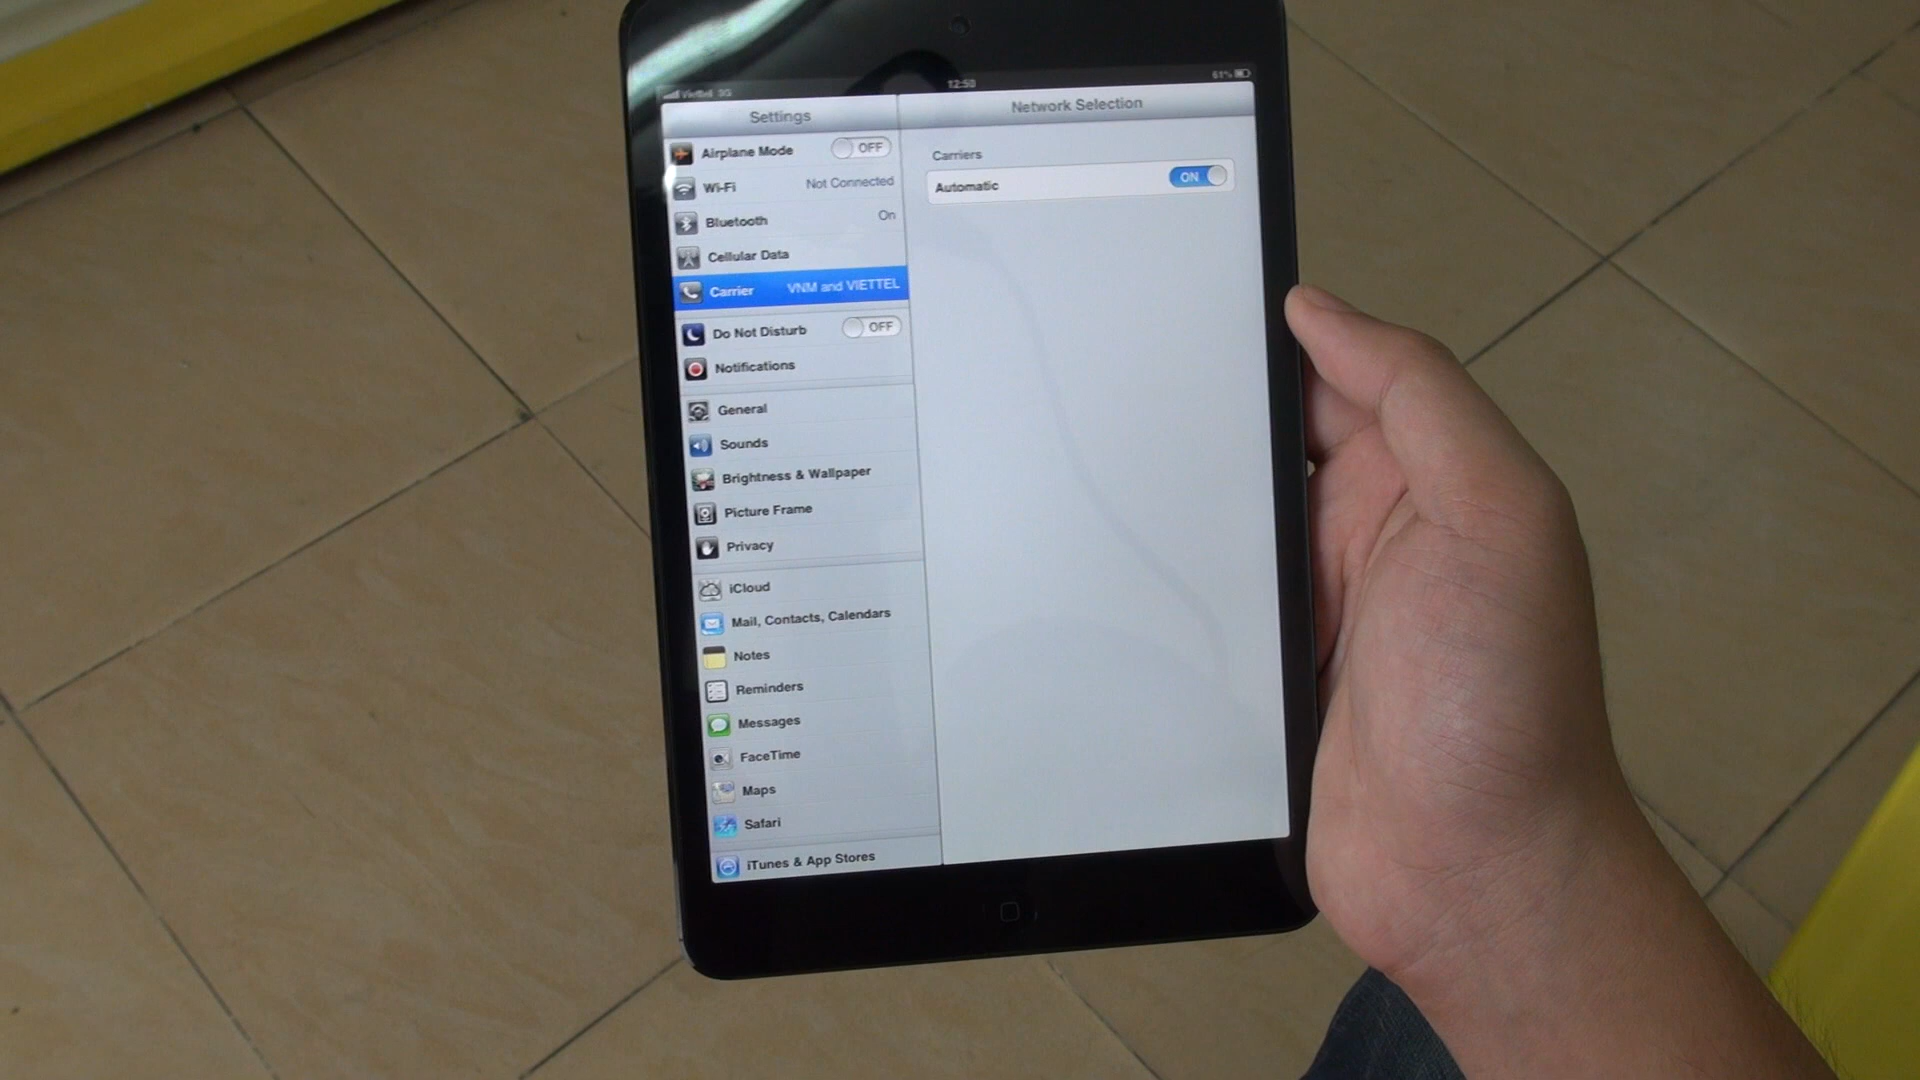 Viettel 3G
12:50
61%
Settings
Network Selection
Airplane Mode OFF
Wi-Fi Not Connected
Bluetooth On
Cellular Data
Carrier VNM and VIETTEL
Do Not Disturb OFF
Notifications
General
Sounds
Brightness & Wallpaper
Picture Frame
Privacy
iCloud
Mail, Contacts, Calendars
Notes
Reminders
Messages
FaceTime
Maps
Safari
iTunes & App Stores
Carriers
Automatic ON